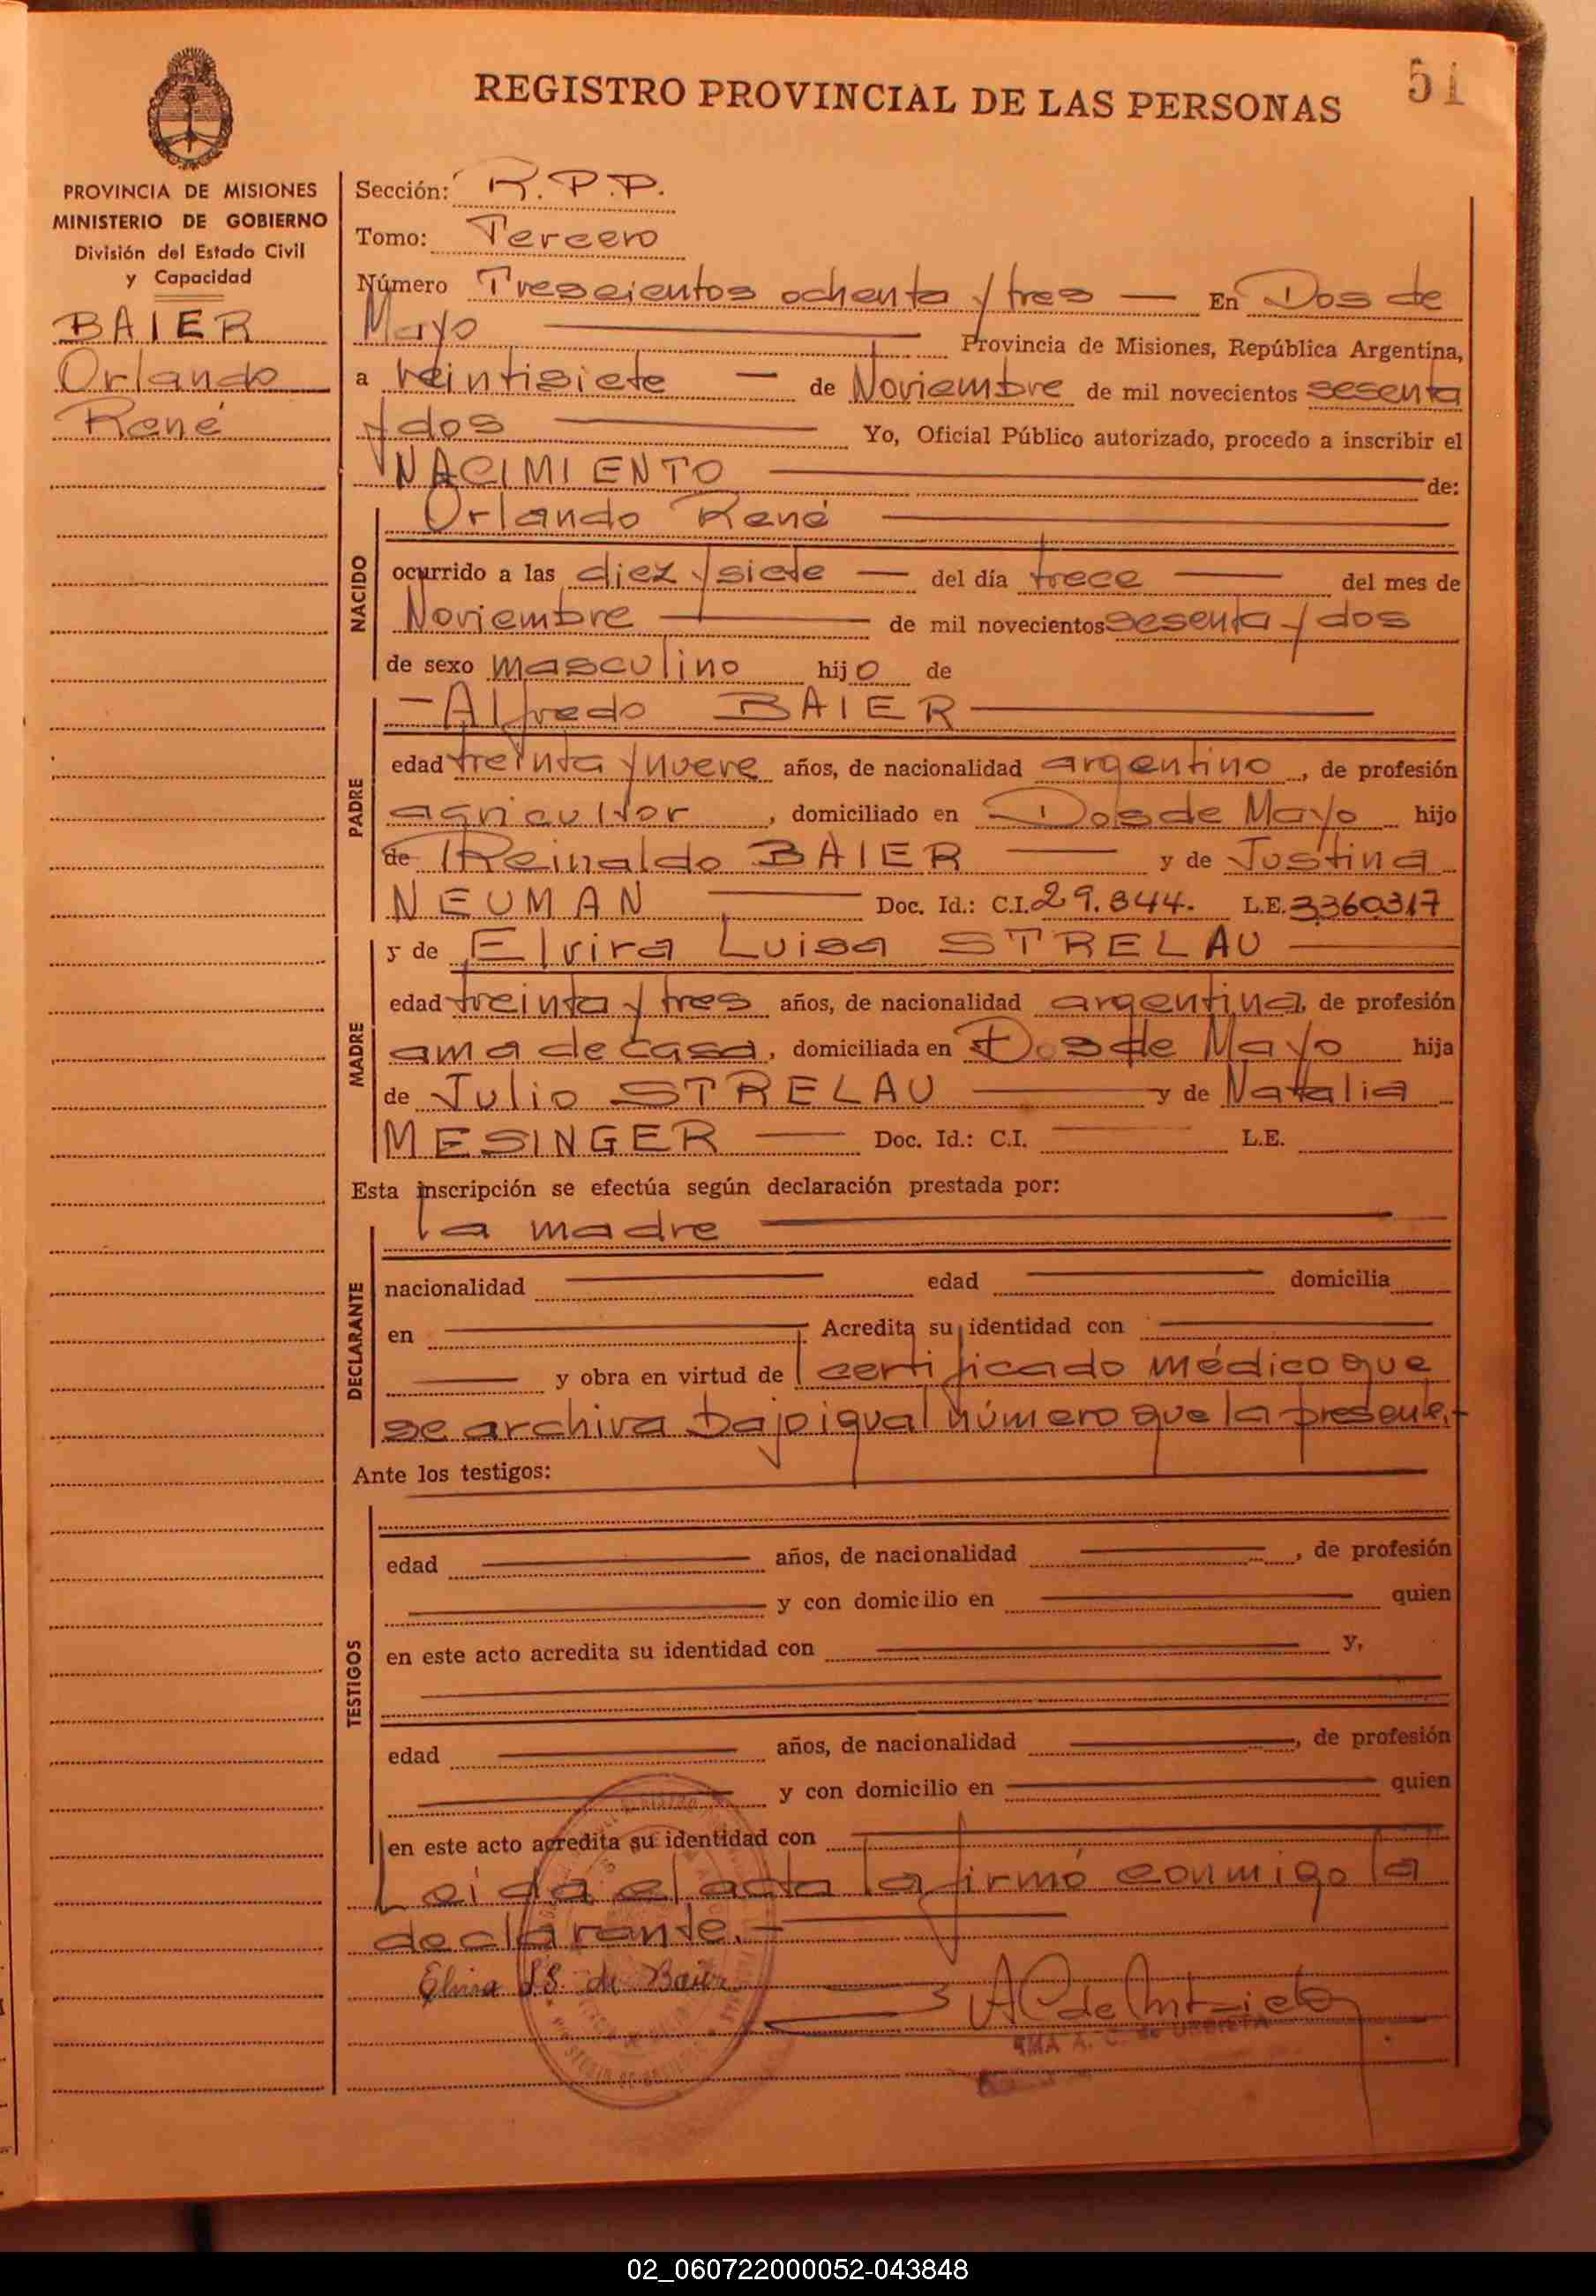 REGISTRO PROVINCIAL DE LAS PERSONAS
51
PROVINCIA DE MISIONES
MINISTERIO DE GOBIERNO
División del Estado Civil
y Capacidad
BAIER
Orlando
René
Sección: R.P.P.
Tomo: Tercero
Número Trescientos ochenta y tres — En Dos de
Mayo — Provincia de Misiones, República Argentina,
a veintisiete — de Noviembre de mil novecientos sesenta
y dos — Yo, Oficial Público autorizado, procedo a inscribir el
NACIMIENTO — de:
Orlando René —
NACIDO
ocurrido a las diez y siete — del día trece — del mes de
Noviembre — de mil novecientos sesenta y dos
de sexo masculino hijo de
— Alfredo BAIER —
PADRE
edad treinta y nueve años, de nacionalidad argentino, de profesión
agricultor, domiciliado en Dos de Mayo hijo
de Reinaldo BAIER — y de Justina
NEUMAN — Doc. Id.: C.I. 29.844. L.E. 3360317
y de Elvira Luisa STRELAU —
MADRE
edad treinta y tres años, de nacionalidad argentina, de profesión
ama de casa, domiciliada en Dos de Mayo hija
de Julio STRELAU — y de Natalia
MESINGER — Doc. Id.: C.I. — L.E.
Esta inscripción se efectúa según declaración prestada por:
la madre —
DECLARANTE
nacionalidad — edad — domicilia
en — Acredita su identidad con —
— y obra en virtud de certificado médico que
se archiva bajo igual número que la presente.-
Ante los testigos: —
TESTIGOS
edad — años, de nacionalidad —, de profesión
— y con domicilio en — quien
en este acto acredita su identidad con — y,
edad — años, de nacionalidad —, de profesión
— y con domicilio en — quien
en este acto acredita su identidad con —
Leída el acta la firmó conmigo la
declarante. —
Elvira L.S. de Baier
A. C. de URBIETA
02_060722000052-043848